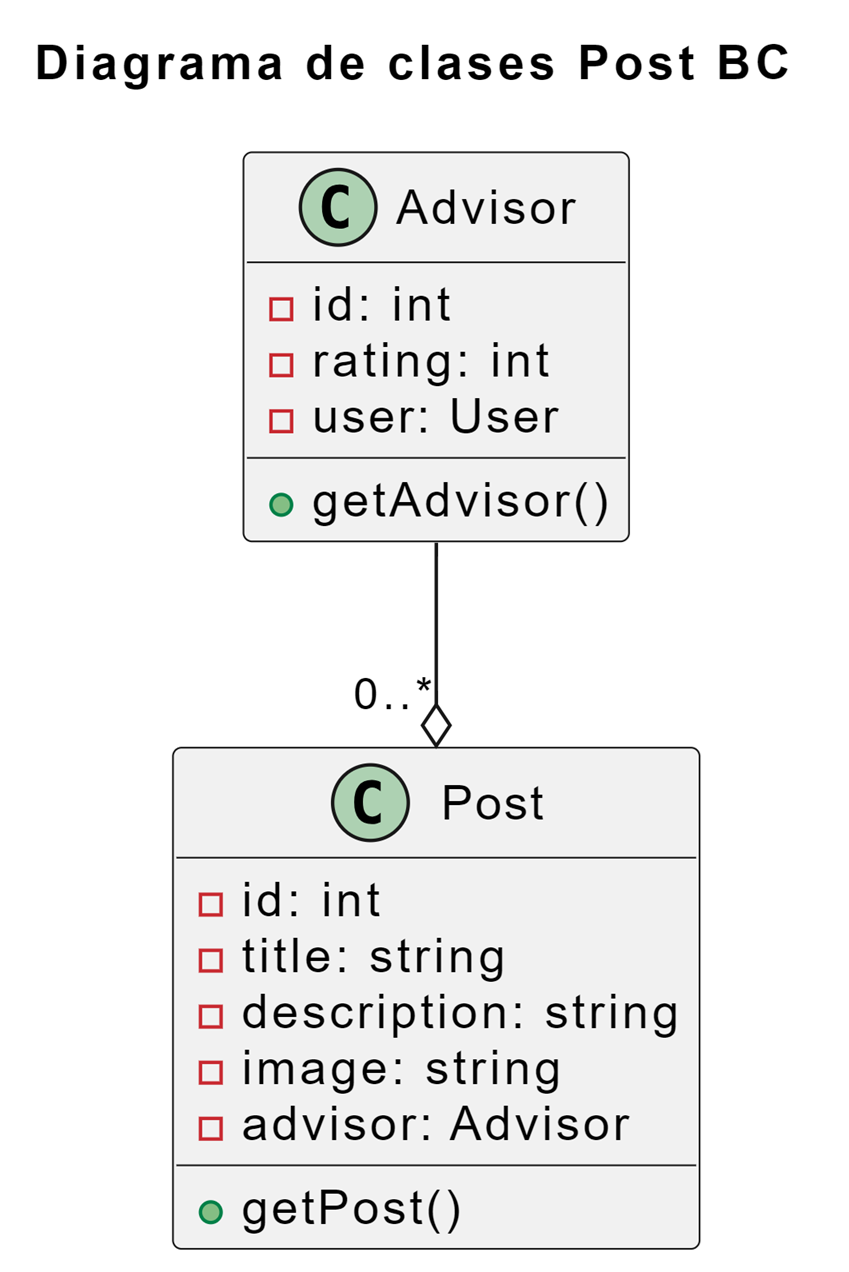 Diagrama de clases Post BC
C Advisor
id: int
rating: int
user: User
getAdvisor()
0..*
C Post
id: int
title: string
description: string
image: string
advisor: Advisor
getPost()